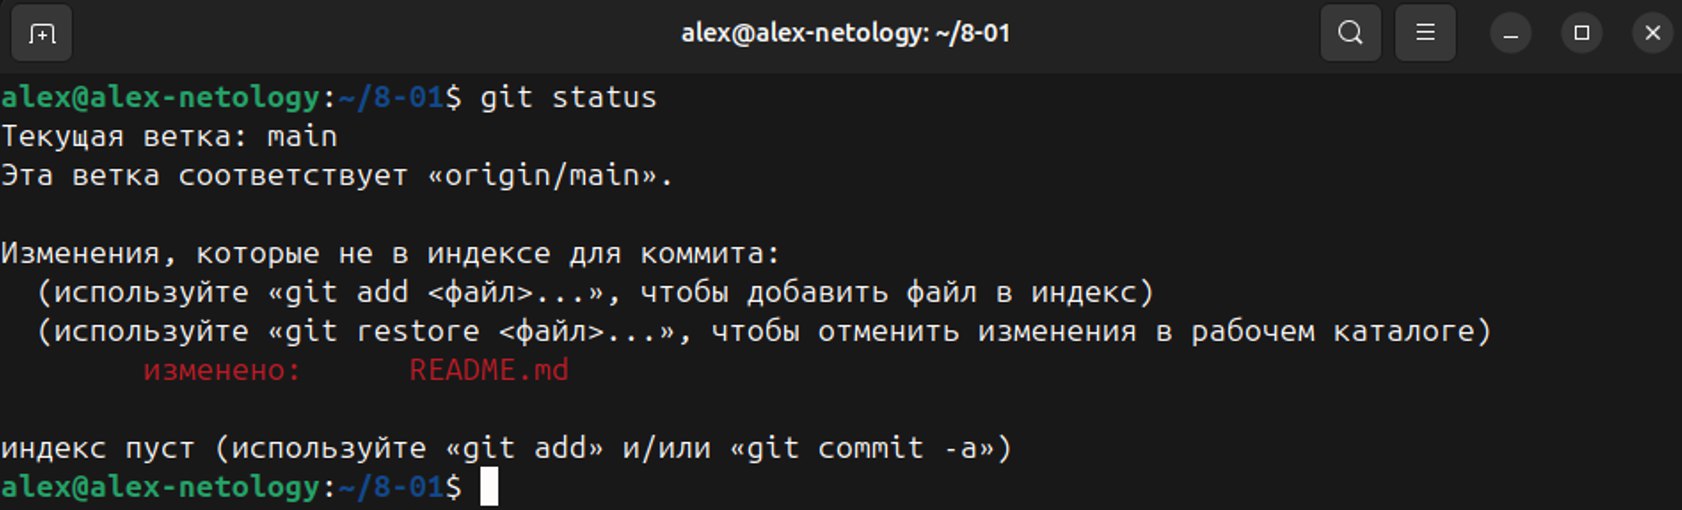 alex@alex-netology: ~/8-01
alex@alex-netology:~/8-01$ git status
Текущая ветка: main
Эта ветка соответствует «origin/main».
Изменения, которые не в индексе для коммита:
(используйте «git add <файл>...», чтобы добавить файл в индекс)
(используйте «git restore <файл>...», чтобы отменить изменения в рабочем каталоге)
изменено: README.md
индекс пуст (используйте «git add» и/или «git commit -a»)
alex@alex-netology:~/8-01$